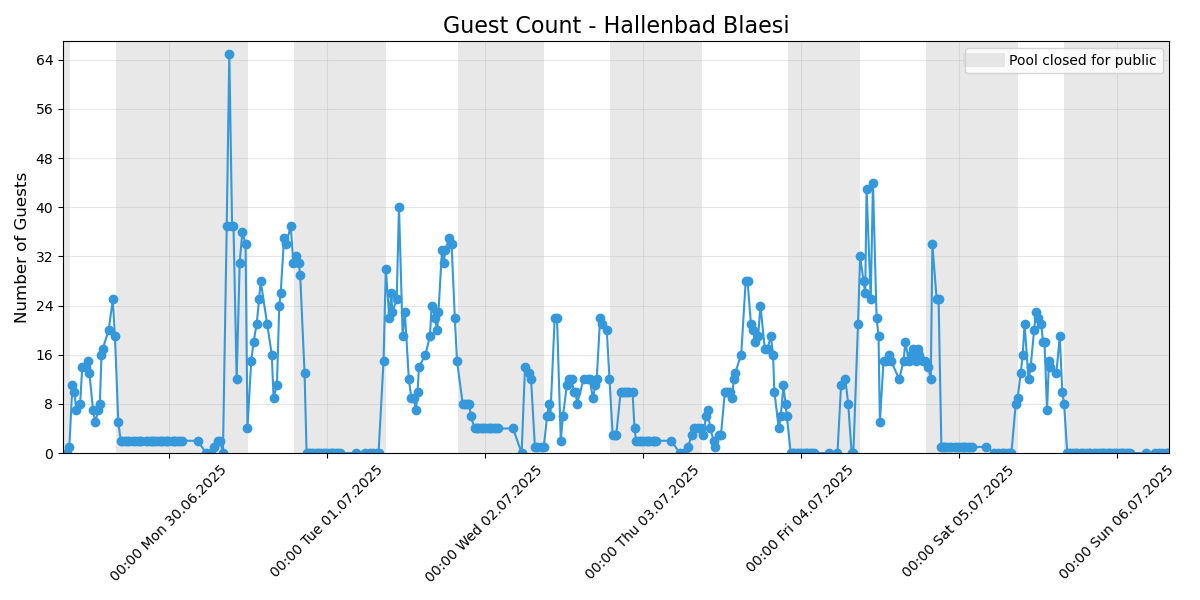 Guest Count - Hallenbad Blaesi
Pool closed for public
Number of Guests
64
56
48
40
32
24
16
8
0
00:00 Mon 30.06.2025
00:00 Tue 01.07.2025
00:00 Wed 02.07.2025
00:00 Thu 03.07.2025
00:00 Fri 04.07.2025
00:00 Sat 05.07.2025
00:00 Sun 06.07.2025